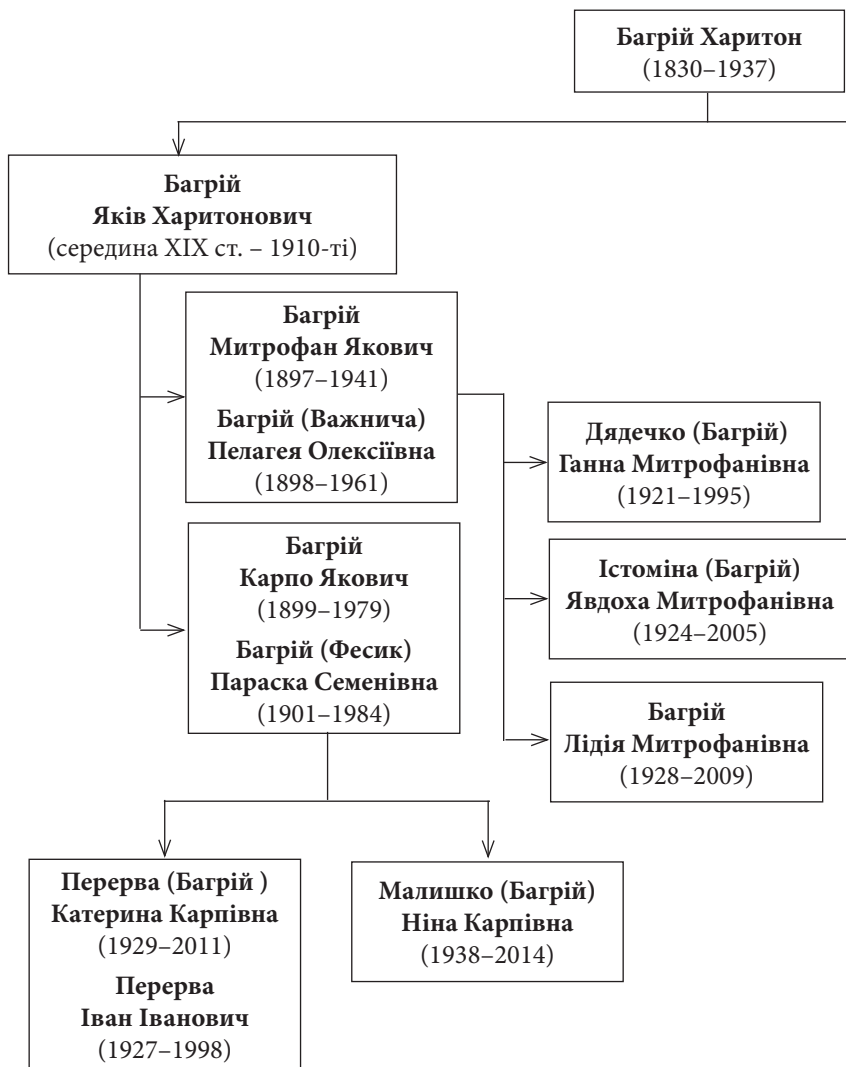 Багрій Харитон
(1830–1937)
Багрій
Яків Харитонович
(середина XIX ст. – 1910-ті)
Багрій
Митрофан Якович
(1897–1941)
Багрій (Важнича)
Пелагея Олексіївна
(1898–1961)
Дядечко (Багрій)
Ганна Митрофанівна
(1921–1995)
Багрій
Карпо Якович
(1899–1979)
Багрій (Фесик)
Параска Семенівна
(1901–1984)
Істоміна (Багрій)
Явдоха Митрофанівна
(1924–2005)
Багрій
Лідія Митрофанівна
(1928–2009)
Перерва (Багрій )
Катерина Карпівна
(1929–2011)
Перерва
Іван Іванович
(1927–1998)
Малишко (Багрій)
Ніна Карпівна
(1938–2014)